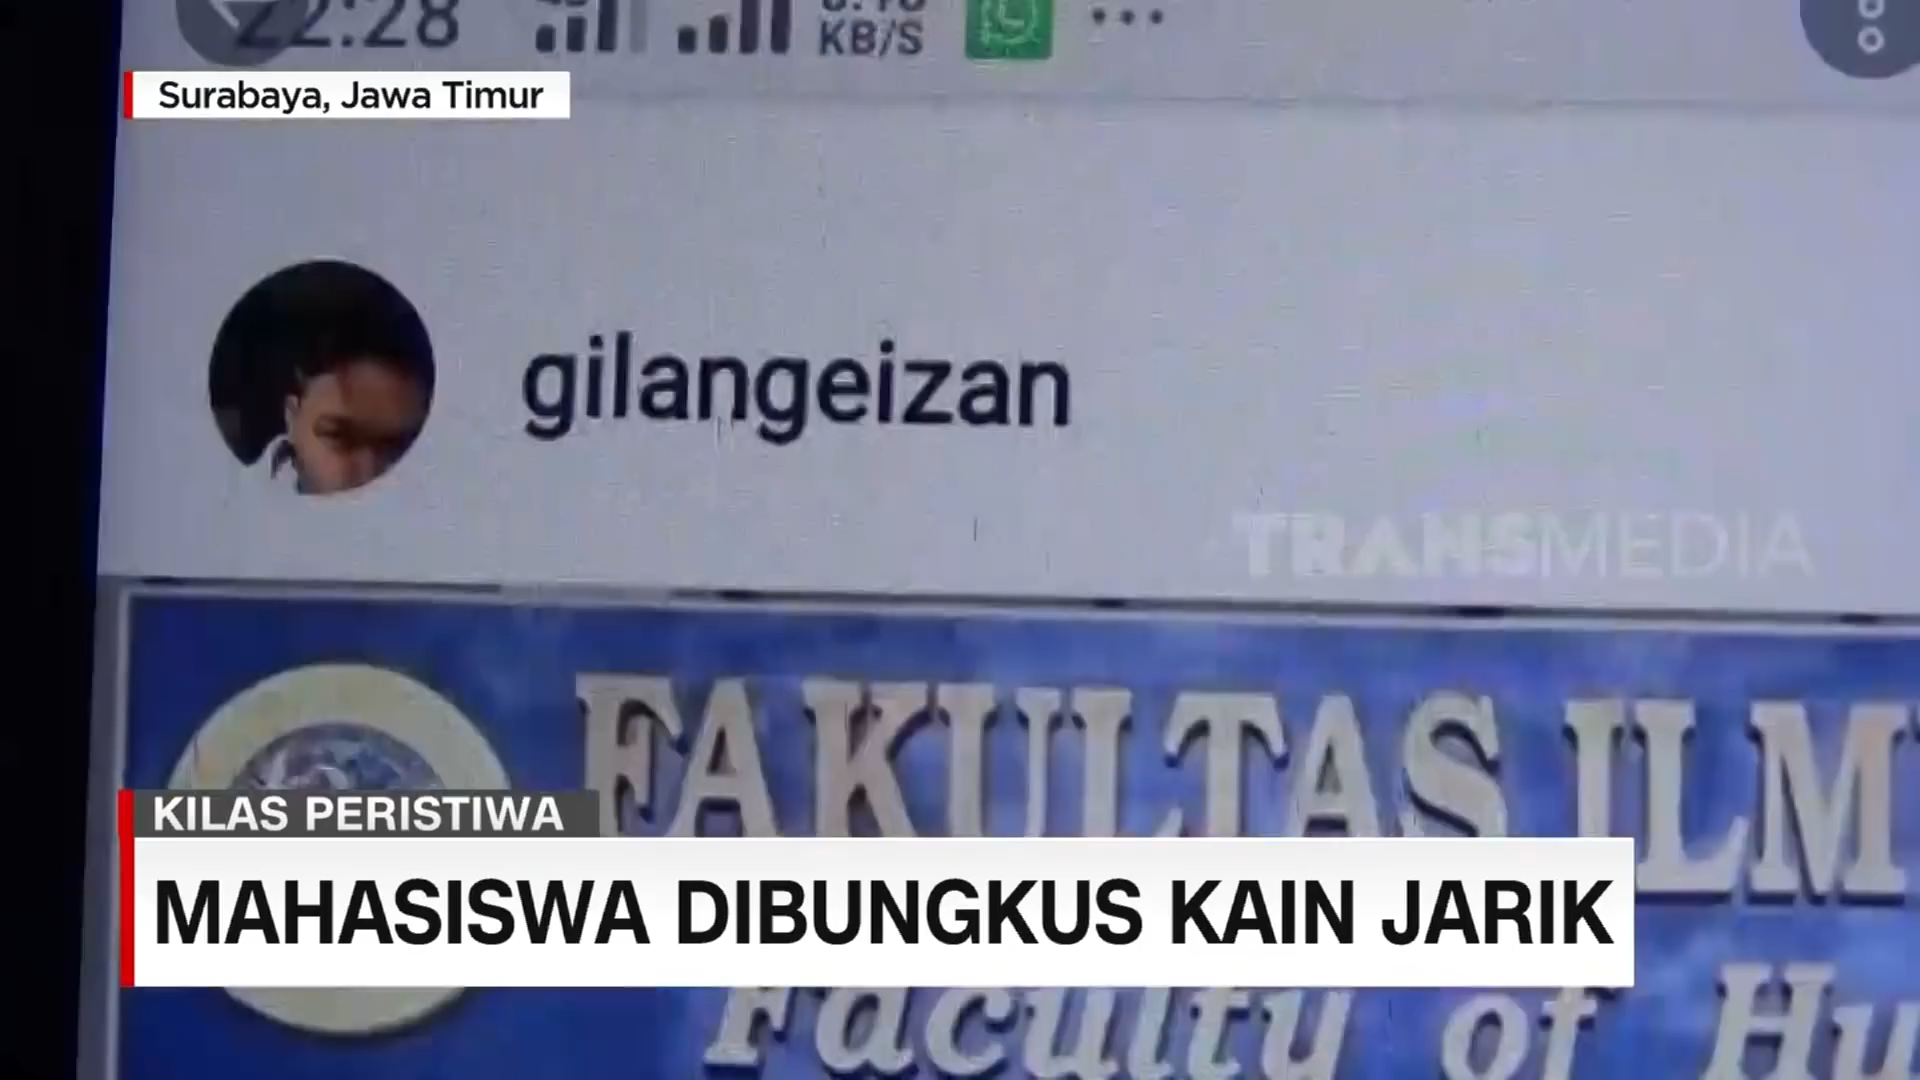 22:28
KB/S
Surabaya, Jawa Timur
gilangeizan
TRANSMEDIA
FAKULTAS ILM
KILAS PERISTIWA
MAHASISWA DIBUNGKUS KAIN JARIK
Faculty of Hu